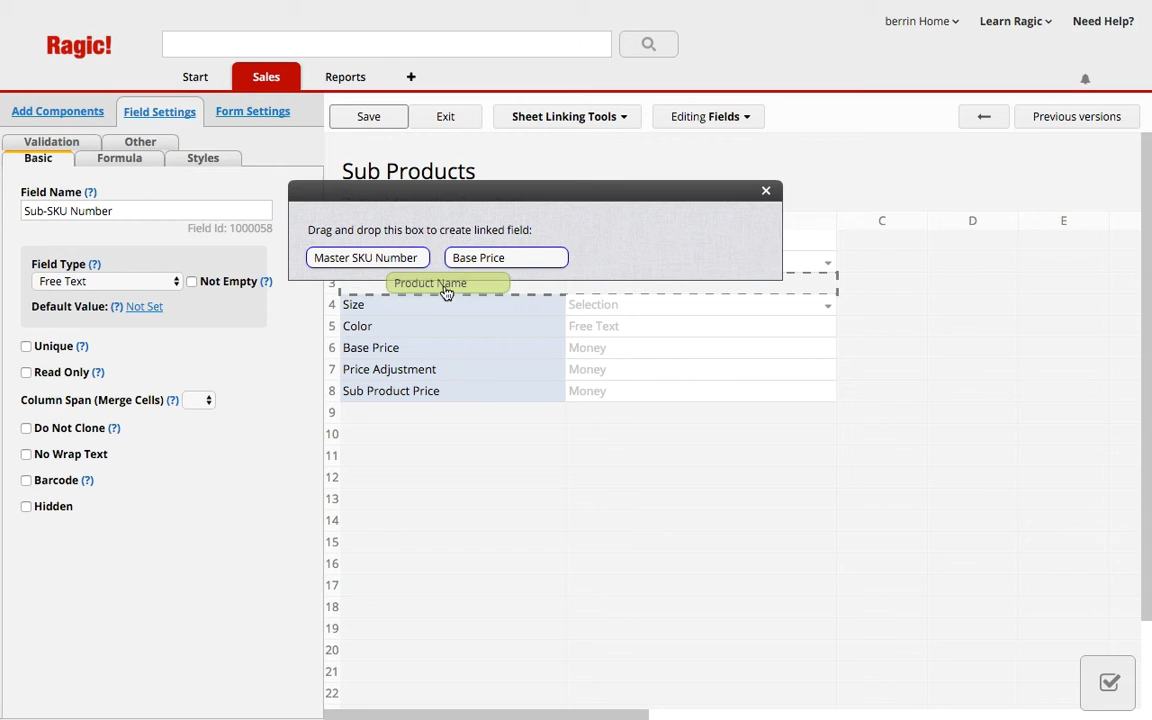 berrin Home Learn Ragic Need Help?
Ragic!
Start Sales Reports +
Add Components Field Settings Form Settings
Save Exit Sheet Linking Tools Editing Fields Previous versions
Validation Other
Basic Formula Styles
Sub Products
Field Name (?)
Sub-SKU Number
Field Id: 1000058
Field Type (?)
Free Text Not Empty (?)
Default Value: (?) Not Set
Unique (?)
Read Only (?)
Column Span (Merge Cells) (?)
Do Not Clone (?)
No Wrap Text
Barcode (?)
Hidden
Drag and drop this box to create linked field:
Master SKU Number Base Price
Product Name
C D E
3
4 Size Selection
5 Color Free Text
6 Base Price Money
7 Price Adjustment Money
8 Sub Product Price Money
9
10
11
12
13
14
15
16
17
18
19
20
21
22